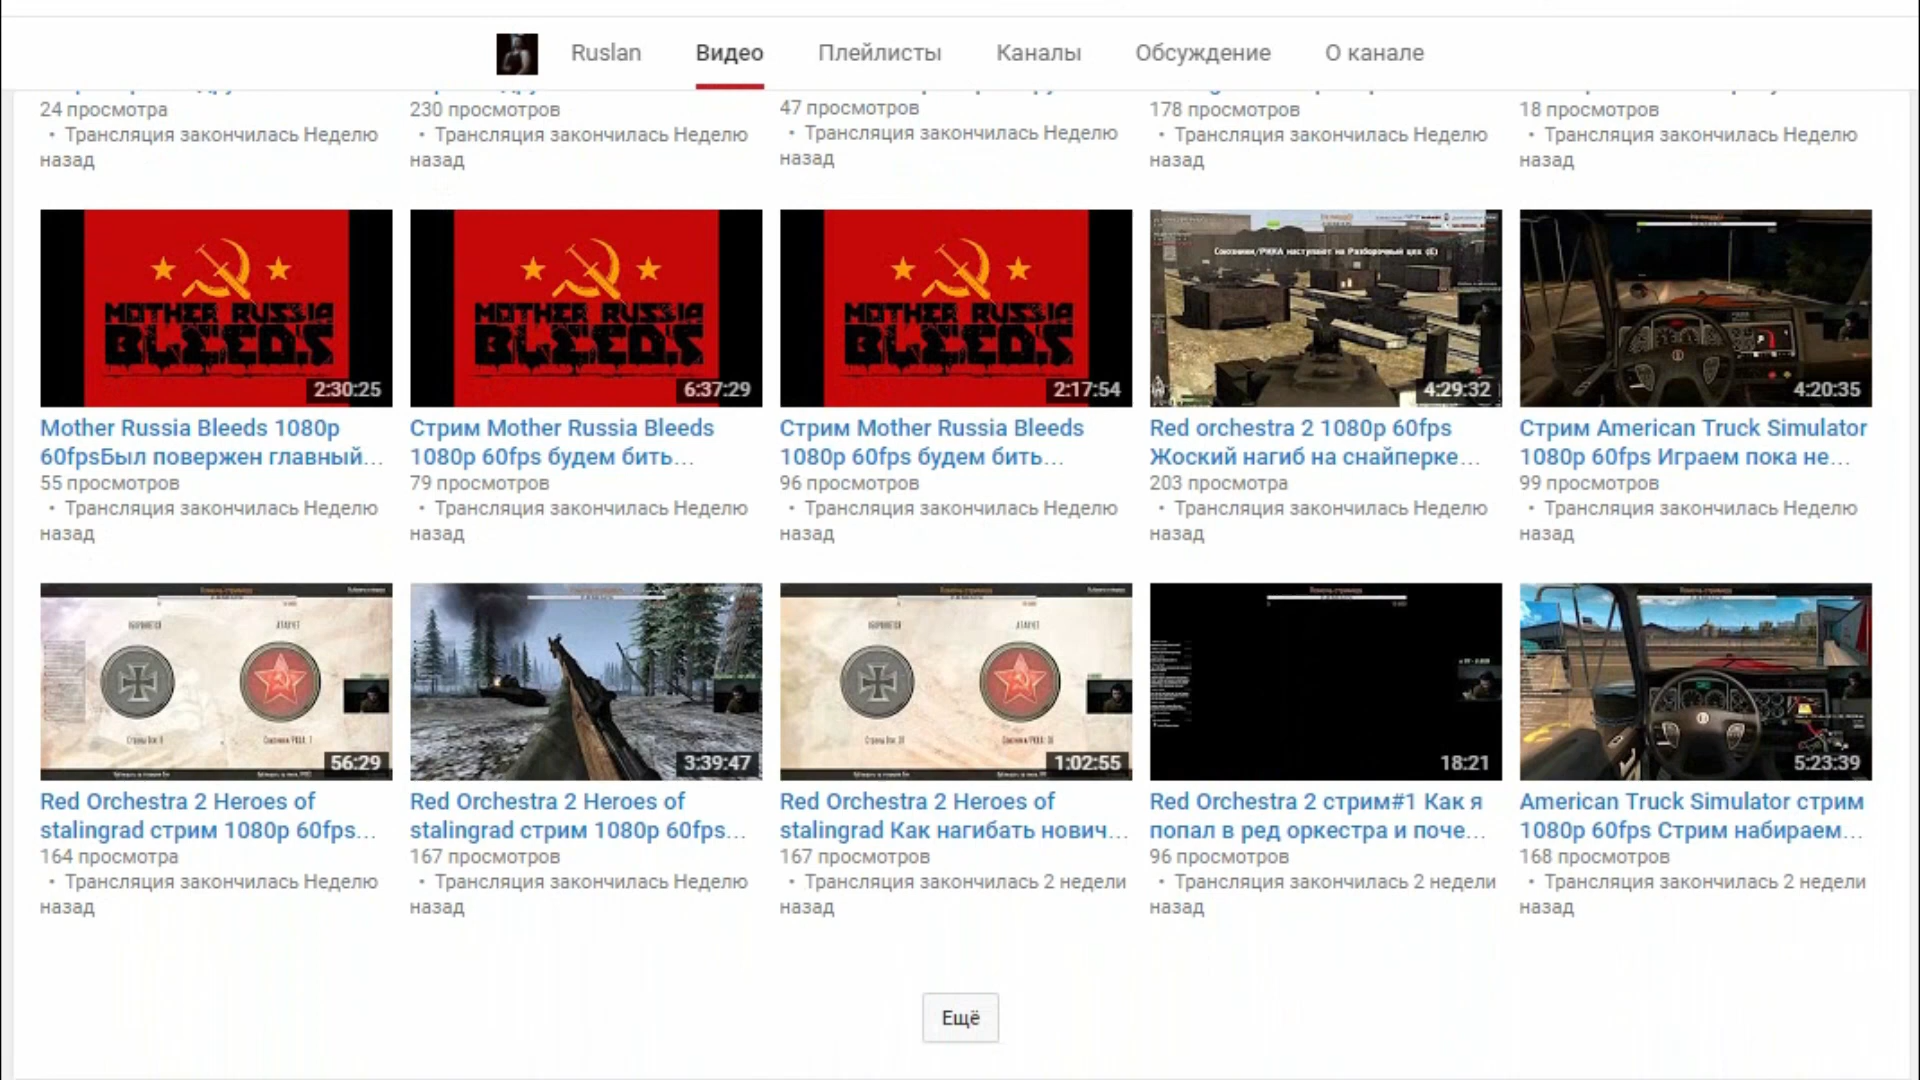 Ruslan Видео Плейлисты Каналы Обсуждение О канале
24 просмотра
• Трансляция закончилась Неделю
назад
230 просмотров
• Трансляция закончилась Неделю
назад
47 просмотров
• Трансляция закончилась Неделю
назад
178 просмотров
• Трансляция закончилась Неделю
назад
18 просмотров
• Трансляция закончилась Неделю
назад
MOTHER RUSSIA
BLEEDS
2:30:25
Mother Russia Bleeds 1080p
60fpsБыл повержен главный...
55 просмотров
• Трансляция закончилась Неделю
назад
MOTHER RUSSIA
BLEEDS
6:37:29
Стрим Mother Russia Bleeds
1080p 60fps будем бить...
79 просмотров
• Трансляция закончилась Неделю
назад
MOTHER RUSSIA
BLEEDS
2:17:54
Стрим Mother Russia Bleeds
1080p 60fps будем бить...
96 просмотров
• Трансляция закончилась Неделю
назад
Союзники/РККА наступает на Разборочный цех (E)
4:29:32
Red orchestra 2 1080p 60fps
Жоский нагиб на снайперке...
203 просмотра
• Трансляция закончилась Неделю
назад
4:20:35
Стрим American Truck Simulator
1080p 60fps Играем пока не...
99 просмотров
• Трансляция закончилась Неделю
назад
56:29
Red Orchestra 2 Heroes of
stalingrad стрим 1080p 60fps...
164 просмотра
• Трансляция закончилась Неделю
назад
3:39:47
Red Orchestra 2 Heroes of
stalingrad стрим 1080p 60fps...
167 просмотров
• Трансляция закончилась Неделю
назад
1:02:55
Red Orchestra 2 Heroes of
stalingrad Как нагибать нович...
167 просмотров
• Трансляция закончилась 2 недели
назад
18:21
Red Orchestra 2 стрим#1 Как я
попал в ред оркестра и поче...
96 просмотров
• Трансляция закончилась 2 недели
назад
5:23:39
American Truck Simulator стрим
1080p 60fps Стрим набираем...
168 просмотров
• Трансляция закончилась 2 недели
назад
Ещё